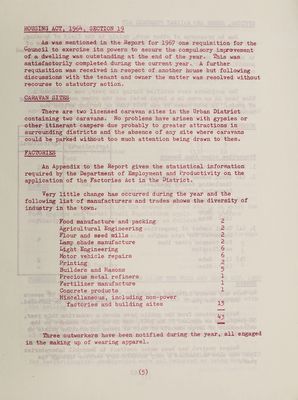 HOUSING ACT, 1964, SECTION 19
As was mentioned in the Report for 1967 one requisition for the
Council to exercise its powers to secure the compulsory improvement
of a dwelling was outstanding at the end of the year. This was
satisfactorily completed during the current year. A further
requisition was received in respect of another house but following
discussions with the tenant and owner the matter was resolved without
recourse to statutory action.
CARAVAN SITES
There are two licensed caravan sites in the Urban District
containing two caravans. No problems have arisen with gypsies or
other itinerant campers due probably to greater attractions in
surrounding districts and the absence of any site where caravans
could be parked without too much attention being drawn to them.
FACTORIES
An Appendix to the Report gives the statistical information
required by the Department of Employment and Productivity on the
application of the Factories Act in the District.
Very little change has occurred during the year and the
following list of manufacturers and trades shows the diversity of
industry in the town.
Food manufacture and packing 2
Agricultural Engineering 2
Flour and seed mills 2
Lamp shade manufacture 2
Light Engineering 6
Motor vehicle repairs 6
Printing 2
Builders and Masons 5
Precious metal refiners 1
Fertilizer manufacture 1
Concrete products 1
Miscellaneous, including non-power
factories and building sites 13
43
Three outworkers have been notified during the year, all engaged
in the making up of wearing apparel.
(5)